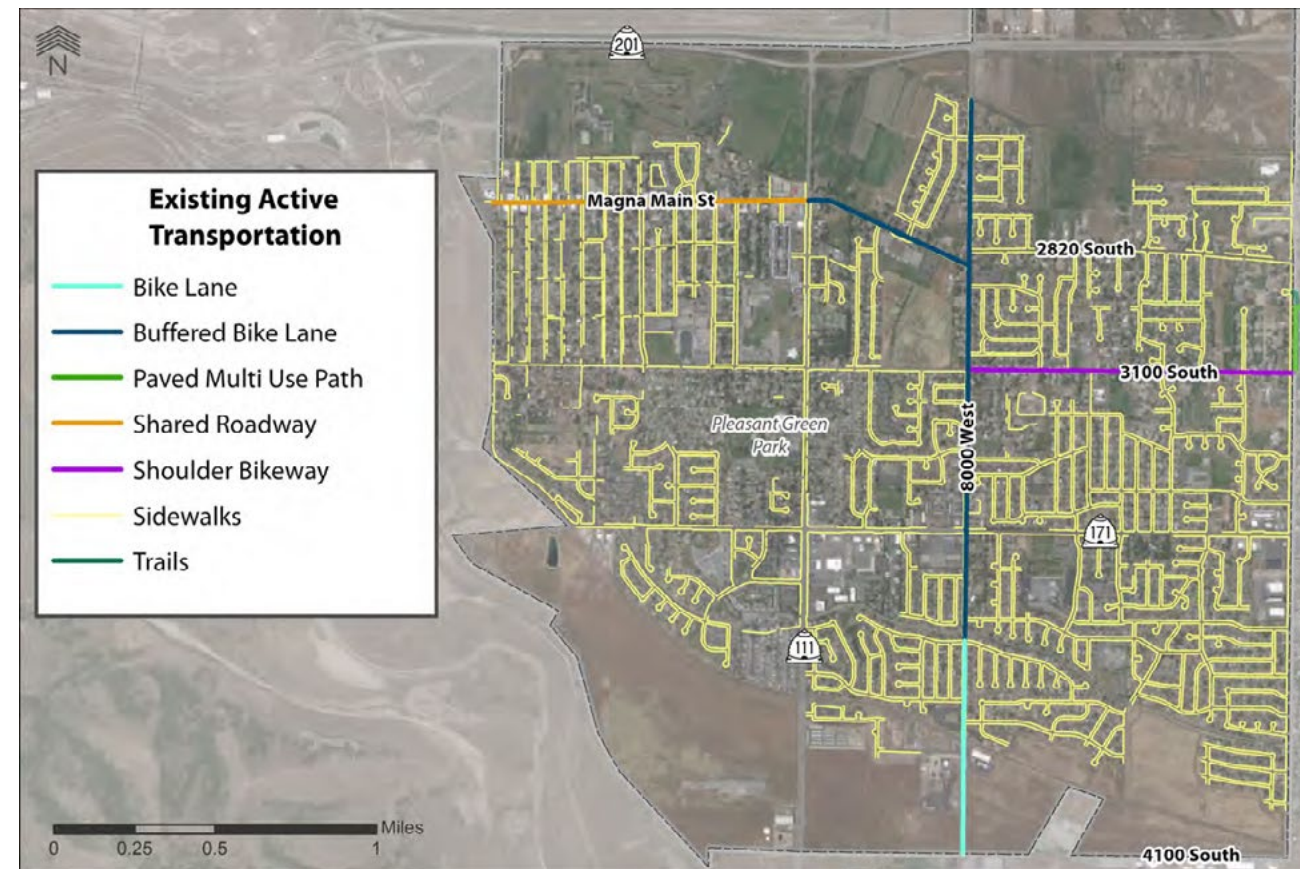 N
201
Existing Active
Transportation
Bike Lane
Buffered Bike Lane
Paved Multi Use Path
Shared Roadway
Shoulder Bikeway
Sidewalks
Trails
Magna Main St
2820 South
3100 South
Pleasant Green
Park
8000 West
171
111
Miles
0 0.25 0.5 1
4100 South